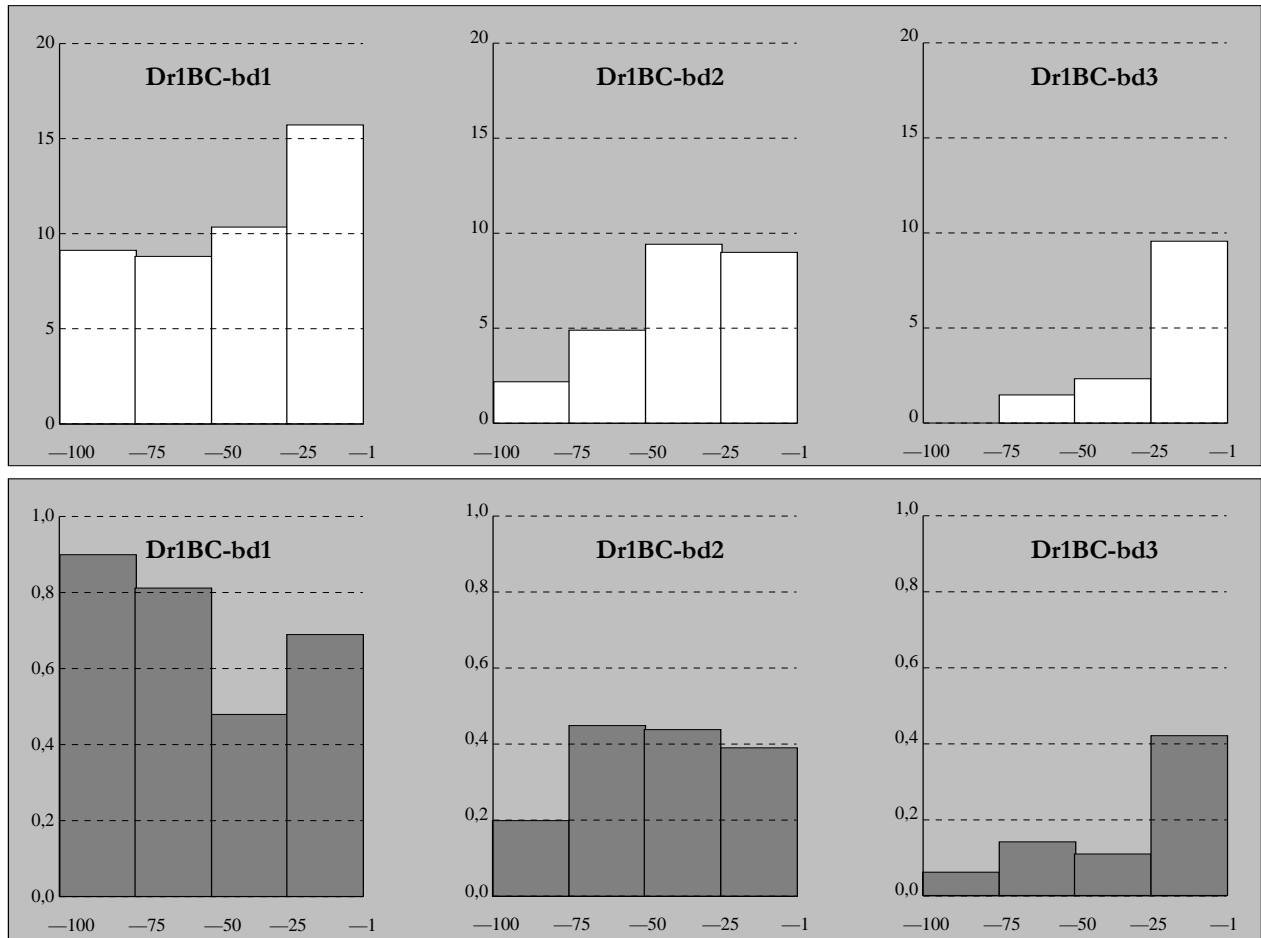 20 20 20
Dr1BC-bd1 Dr1BC-bd2 Dr1BC-bd3
15 15 15
10 10 10
5 5 5
0 0 0
—100 —75 —50 —25 —1 —100 —75 —50 —25 —1 —100 —75 —50 —25 —1
1,0 1,0 1,0
Dr1BC-bd1 Dr1BC-bd2 Dr1BC-bd3
0,8 0,8 0,8
0,6 0,6 0,6
0,4 0,4 0,4
0,2 0,2 0,2
0,0 0,0 0,0
—100 —75 —50 —25 —1 —100 —75 —50 —25 —1 —100 —75 —50 —25 —1